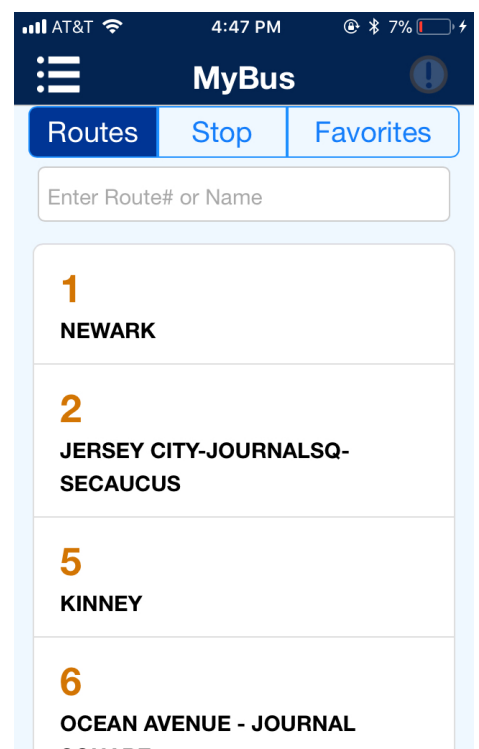 AT&T 4:47 PM 7%
MyBus
Routes Stop Favorites
Enter Route# or Name
1
NEWARK
2
JERSEY CITY-JOURNALSQ-
SECAUCUS
5
KINNEY
6
OCEAN AVENUE - JOURNAL